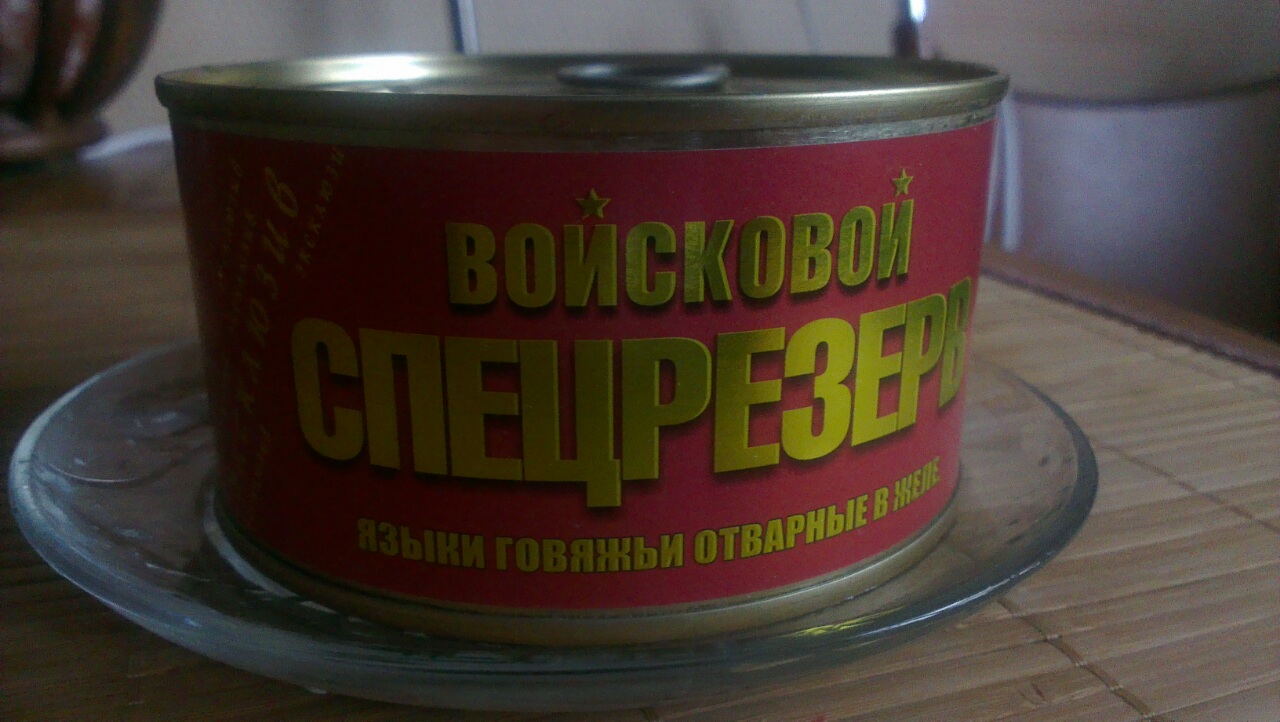 ВОЙСКОВОЙ
СПЕЦРЕЗЕРВ
ЯЗЫКИ ГОВЯЖЬИ ОТВАРНЫЕ В ЖЕЛЕ